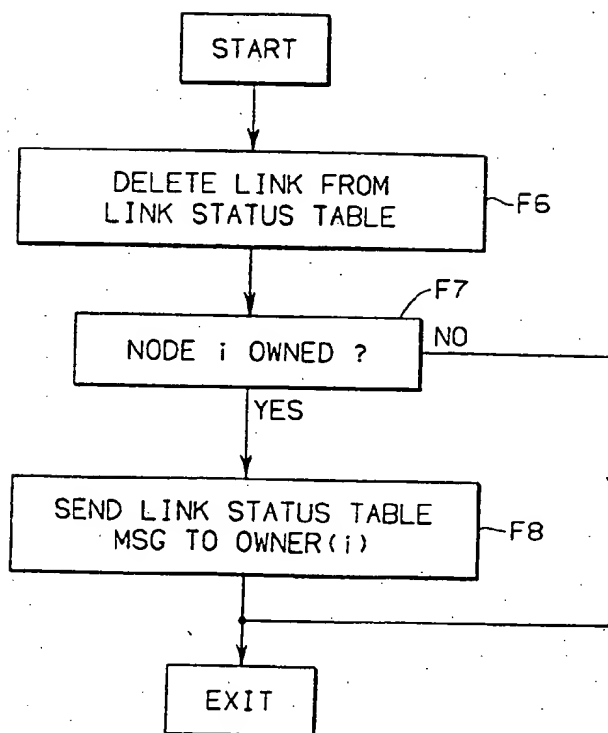 START
DELETE LINK FROM
LINK STATUS TABLE
F6
F7
NODE i OWNED ?
NO
YES
SEND LINK STATUS TABLE
MSG TO OWNER(i)
F8
EXIT